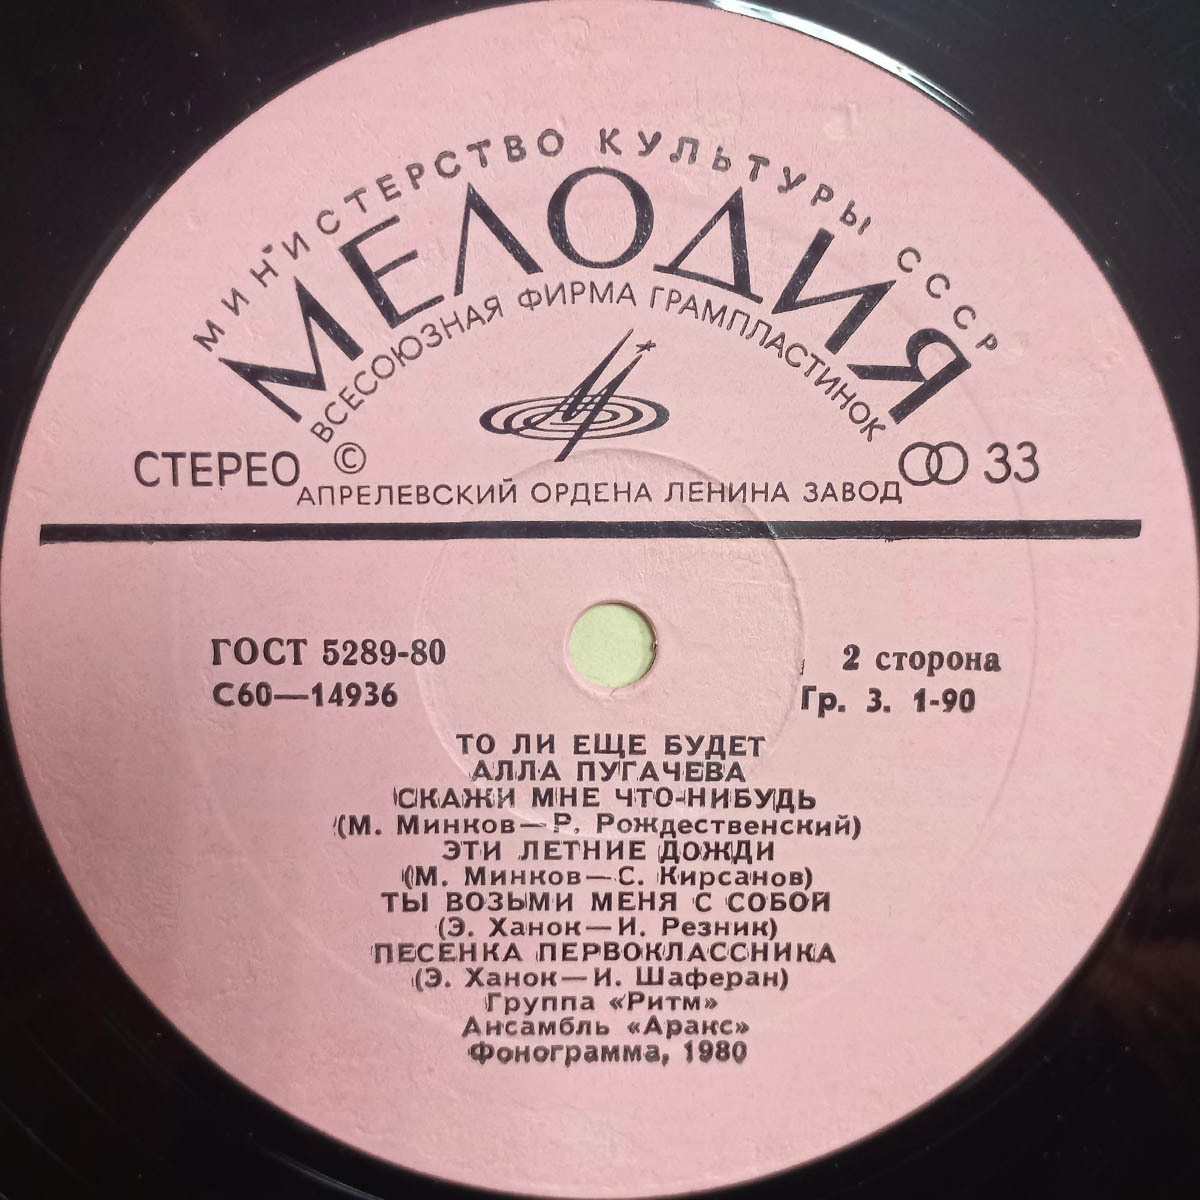 МИНИСТЕРСТВО КУЛЬТУРЫ СССР
МЕЛОДИЯ
ВСЕСОЮЗНАЯ ФИРМА ГРАМПЛАСТИНОК
СТЕРЕО © 33
АПРЕЛЕВСКИЙ ОРДЕНА ЛЕНИНА ЗАВОД
ГОСТ 5289-80
С60—14936
2 сторона
Гр. 3. 1-90
ТО ЛИ ЕЩЕ БУДЕТ
АЛЛА ПУГАЧЕВА
СКАЖИ МНЕ ЧТО-НИБУДЬ
(М. Минков—Р. Рождественский)
ЭТИ ЛЕТНИЕ ДОЖДИ
(М. Минков—С. Кирсанов)
ТЫ ВОЗЬМИ МЕНЯ С СОБОЙ
(Э. Ханок—И. Резник)
ПЕСЕНКА ПЕРВОКЛАССНИКА
(Э. Ханок—И. Шаферан)
Группа «Ритм»
Ансамбль «Аракс»
Фонограмма, 1980